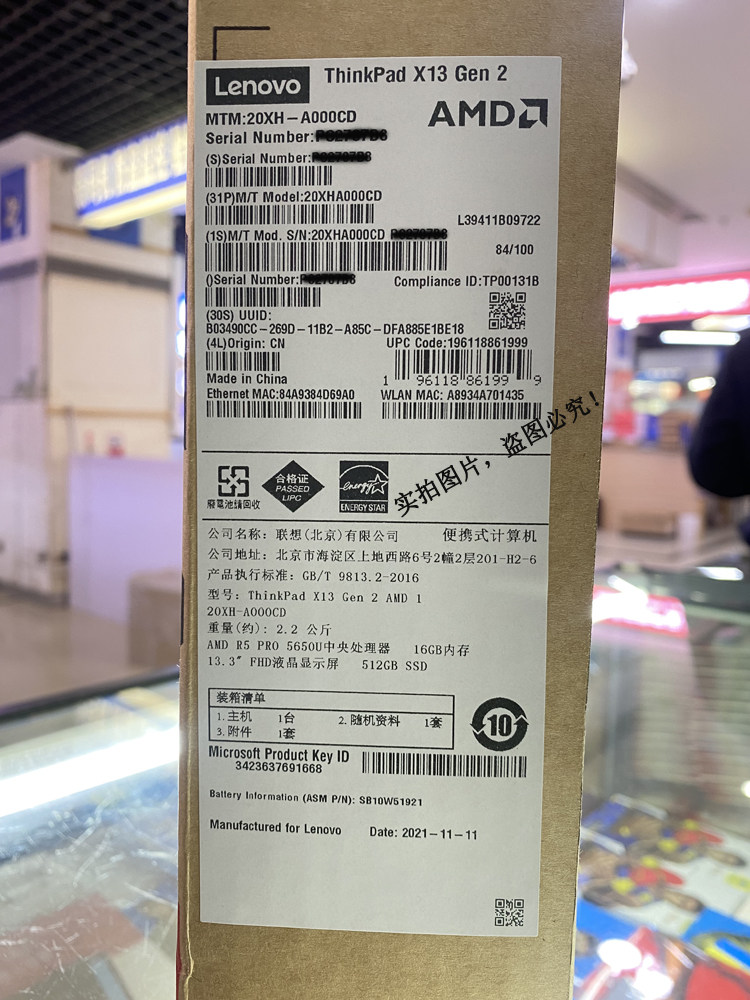 Lenovo
ThinkPad X13 Gen 2
MTM:20XH-A000CD
AMD
Serial Number:
(S)Serial Number:
(31P)M/T Model:20XHA000CD
L39411B09722
(1S)M/T Mod. S/N:20XHA000CD
84/100
()Serial Number:
Compliance ID:TP00131B
(30S) UUID:
B03490CC-269D-11B2-A85C-DFA885E1BE18
(4L)Origin: CN
UPC Code:196118861999
Made in China
1 96118 86199 9
Ethernet MAC:84A9384D69A0
WLAN MAC: A8934A701435
实拍图片，盗图必究！
廢電池請回收
合格证
PASSED
LIPC
energy
ENERGY STAR
公司名称: 联想(北京)有限公司 便携式计算机
公司地址: 北京市海淀区上地西路6号2幢2层201-H2-6
产品执行标准: GB/T 9813.2-2016
型号: ThinkPad X13 Gen 2 AMD 1
20XH-A000CD
重量(约): 2.2 公斤
AMD R5 PRO 5650U中央处理器 16GB内存
13.3" FHD液晶显示屏 512GB SSD
装箱清单
1.主机 1台 2.随机资料 1套
3.附件 1套
10
Microsoft Product Key ID
3423637691668
Battery Information (ASM P/N): SB10W51921
Manufactured for Lenovo Date: 2021-11-11